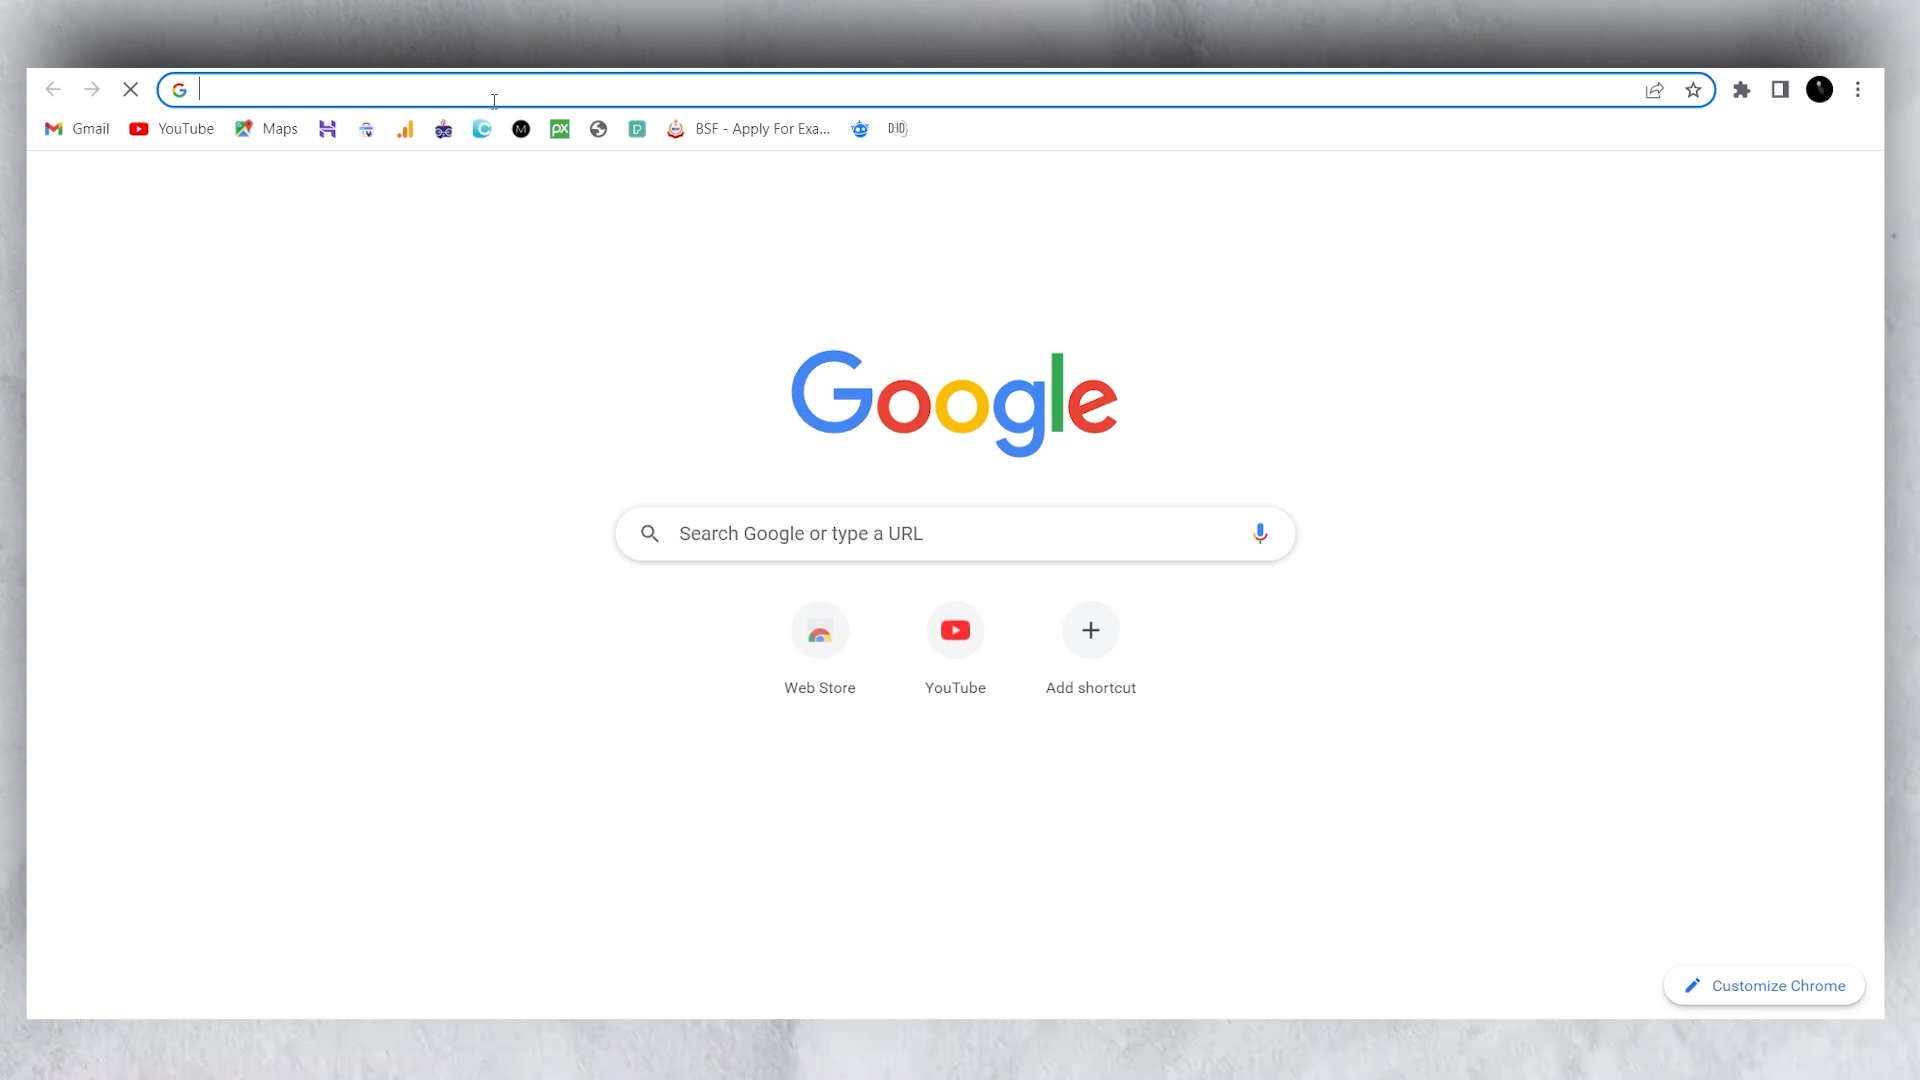 Gmail YouTube Maps BSF - Apply For Exa... D-ID
Google
Search Google or type a URL
Web Store YouTube Add shortcut
Customize Chrome